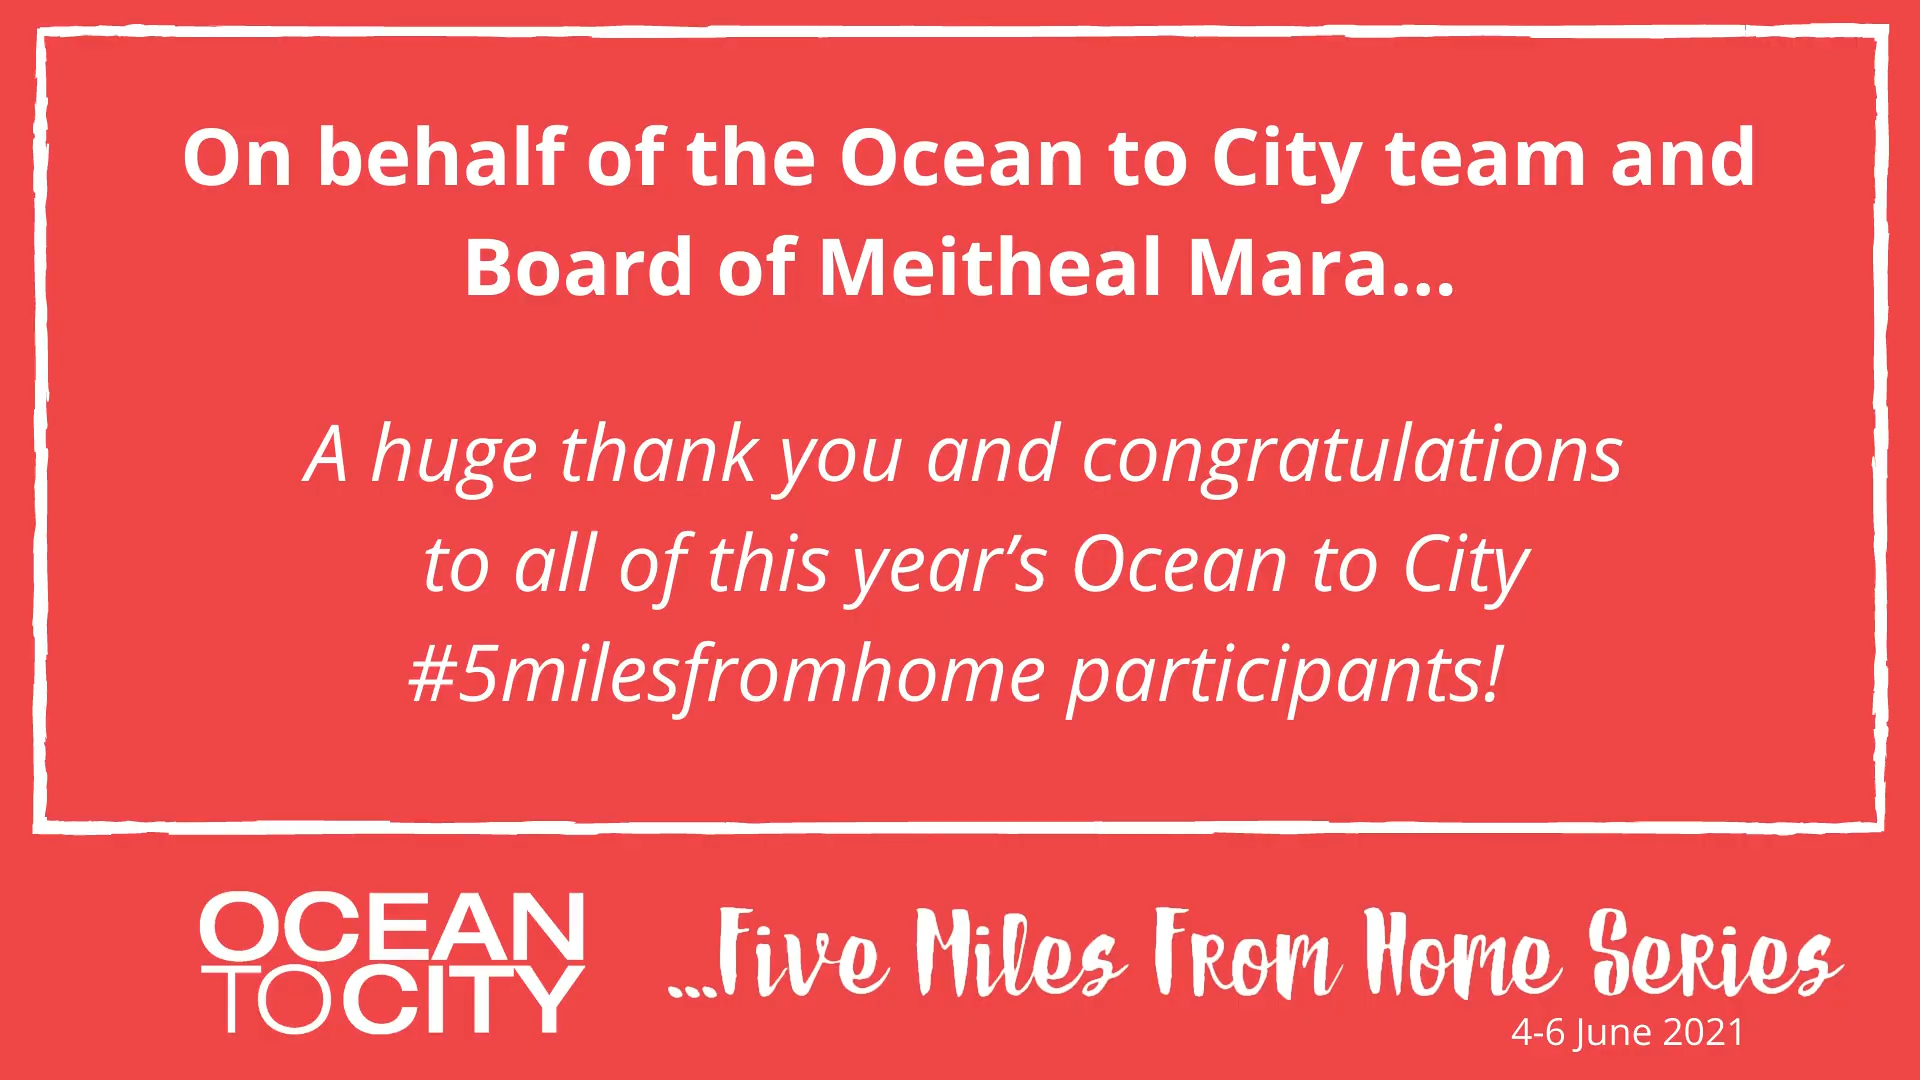 On behalf of the Ocean to City team and
Board of Meitheal Mara...
A huge thank you and congratulations
to all of this year’s Ocean to City
#5milesfromhome participants!
OCEAN
TOCITY
...Five Miles From Home Series
4-6 June 2021